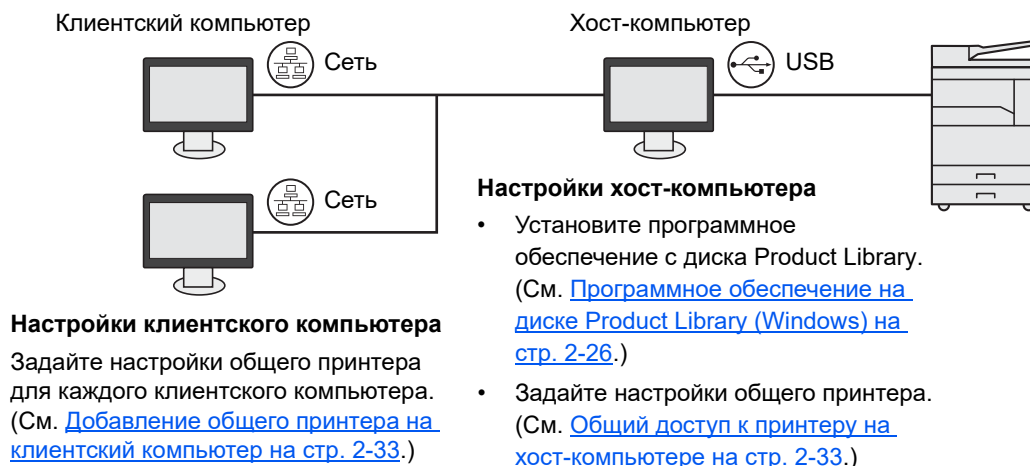 Клиентский компьютер
Хост-компьютер
Сеть
USB
Сеть
Настройки клиентского компьютера
Задайте настройки общего принтера
для каждого клиентского компьютера.
(См. Добавление общего принтера на
клиентский компьютер на стр. 2-33.)
Настройки хост-компьютера
• Установите программное
обеспечение с диска Product Library.
(См. Программное обеспечение на
диске Product Library (Windows) на
стр. 2-26.)
• Задайте настройки общего принтера.
(См. Общий доступ к принтеру на
хост-компьютере на стр. 2-33.)